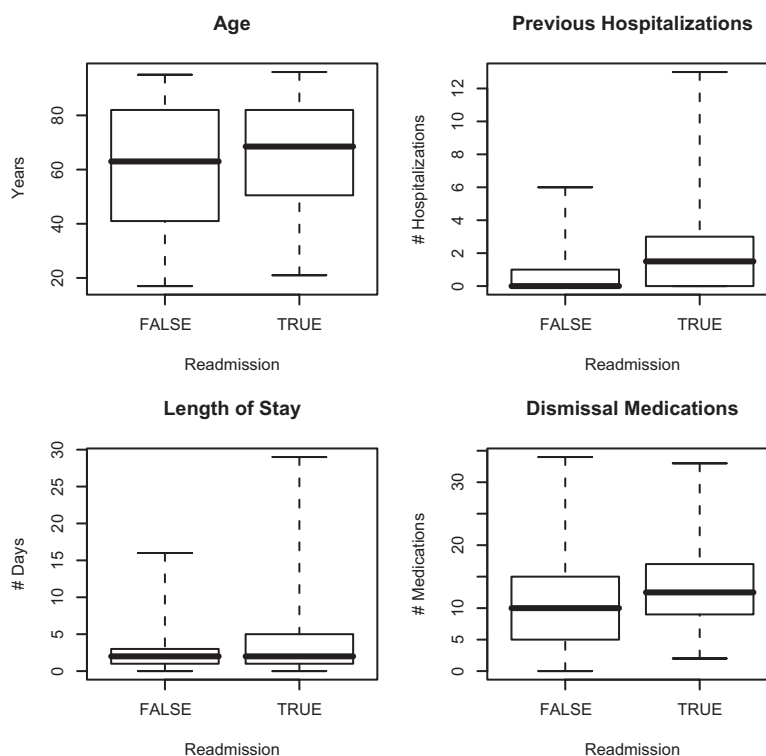 Age
Years
20
40
60
80
FALSE
TRUE
Readmission
Previous Hospitalizations
# Hospitalizations
0
2
4
6
8
10
12
FALSE
TRUE
Readmission
Length of Stay
# Days
0
5
10
15
20
25
30
FALSE
TRUE
Readmission
Dismissal Medications
# Medications
0
5
10
20
30
FALSE
TRUE
Readmission